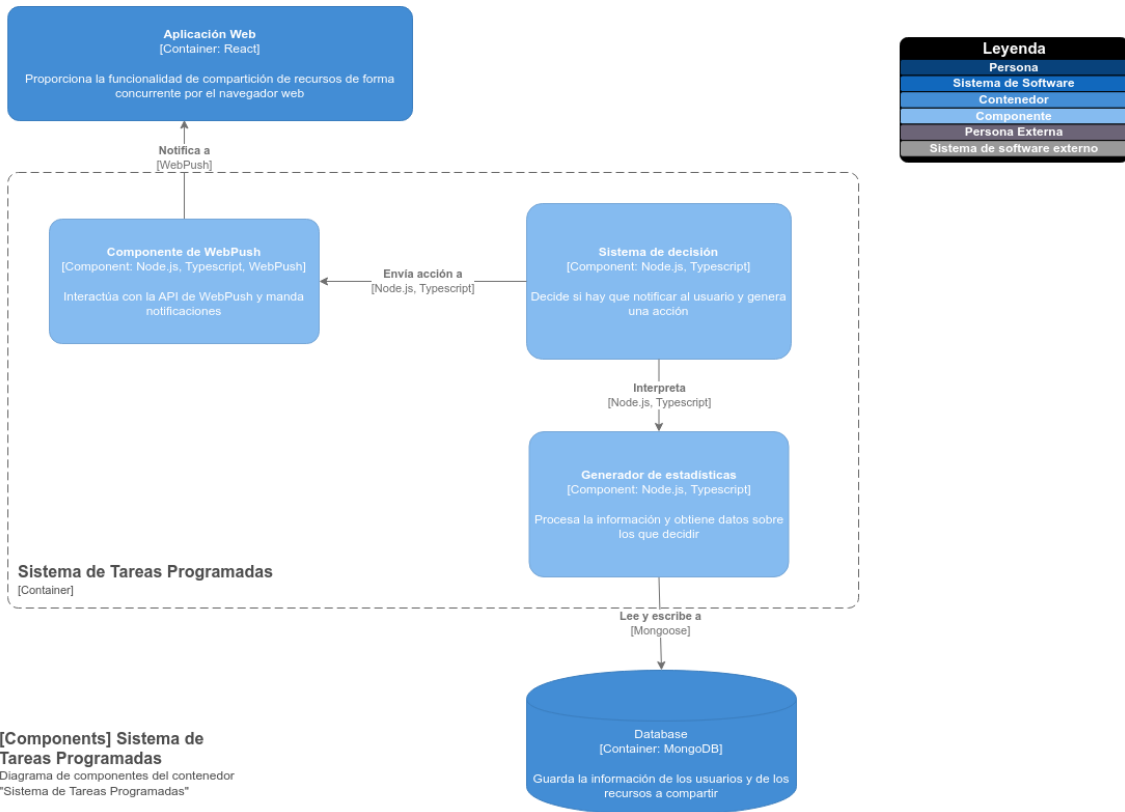 Aplicación Web
[Container: React]
Proporciona la funcionalidad de compartición de recursos de forma
concurrente por el navegador web
Leyenda
Persona
Sistema de Software
Contenedor
Componente
Persona Externa
Sistema de software externo
Notifica a
[WebPush]
Componente de WebPush
[Component: Node.js, Typescript, WebPush]
Interactúa con la API de WebPush y manda
notificaciones
Envía acción a
[Node.js, Typescript]
Sistema de decisión
[Component: Node.js, Typescript]
Decide si hay que notificar al usuario y genera
una acción
Interpreta
[Node.js, Typescript]
Generador de estadísticas
[Component: Node.js, Typescript]
Procesa la información y obtiene datos sobre
los que decidir
Sistema de Tareas Programadas
[Container]
Lee y escribe a
[Mongoose]
Database
[Container: MongoDB]
Guarda la información de los usuarios y de los
recursos a compartir
[Components] Sistema de
Tareas Programadas
Diagrama de componentes del contenedor
"Sistema de Tareas Programadas"